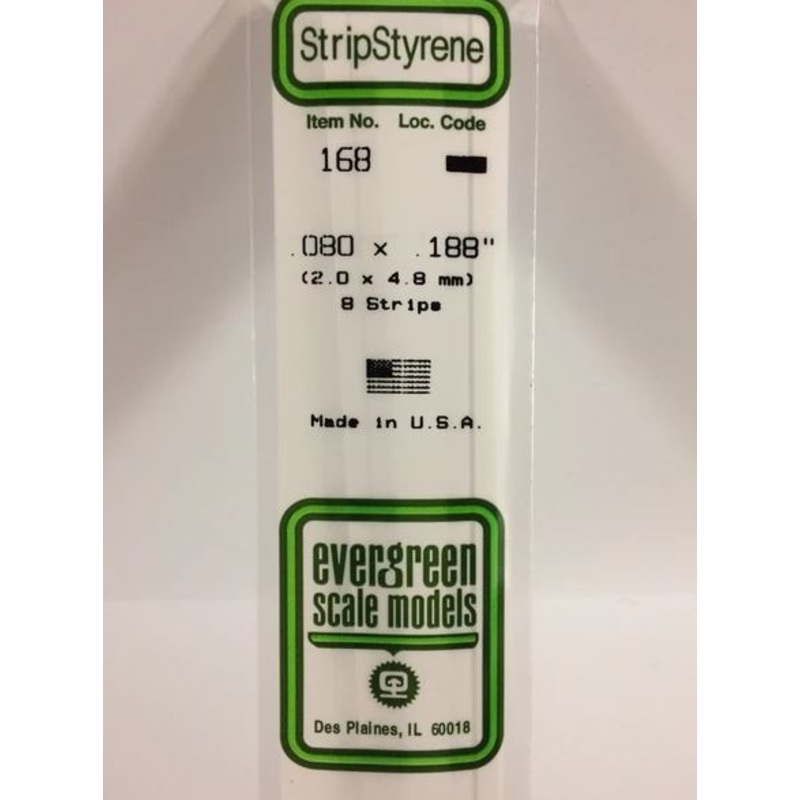 StripStyrene
Item No. Loc. Code
168
.080 x .188"
(2.0 x 4.8 mm)
8 Strips
Made in U.S.A.
evergreen
scale models
Des Plaines, IL 60018